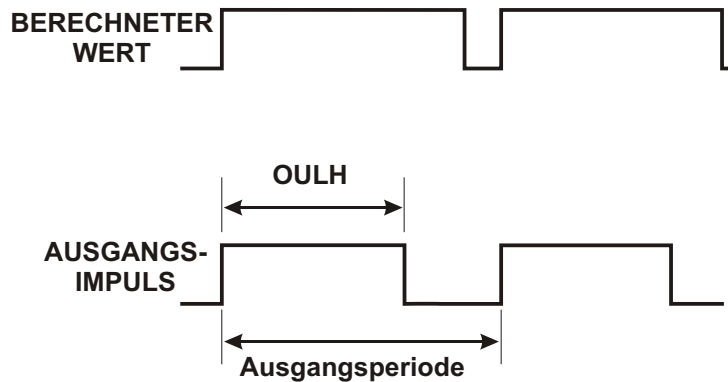 BERECHNETER
WERT
OULH
AUSGANGS-
IMPULS
Ausgangsperiode